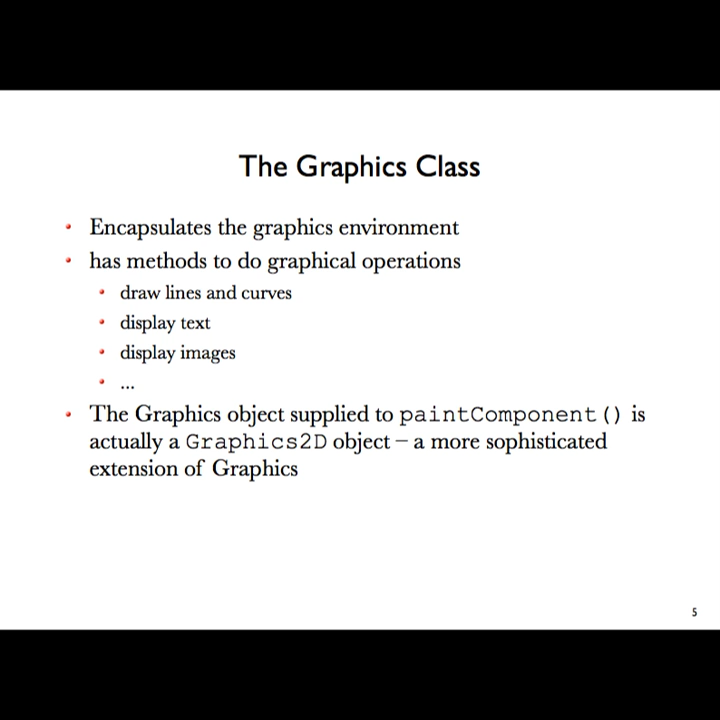 The Graphics Class
• Encapsulates the graphics environment
• has methods to do graphical operations
• draw lines and curves
• display text
• display images
• ...
• The Graphics object supplied to paintComponent() is
actually a Graphics2D object – a more sophisticated
extension of Graphics
5